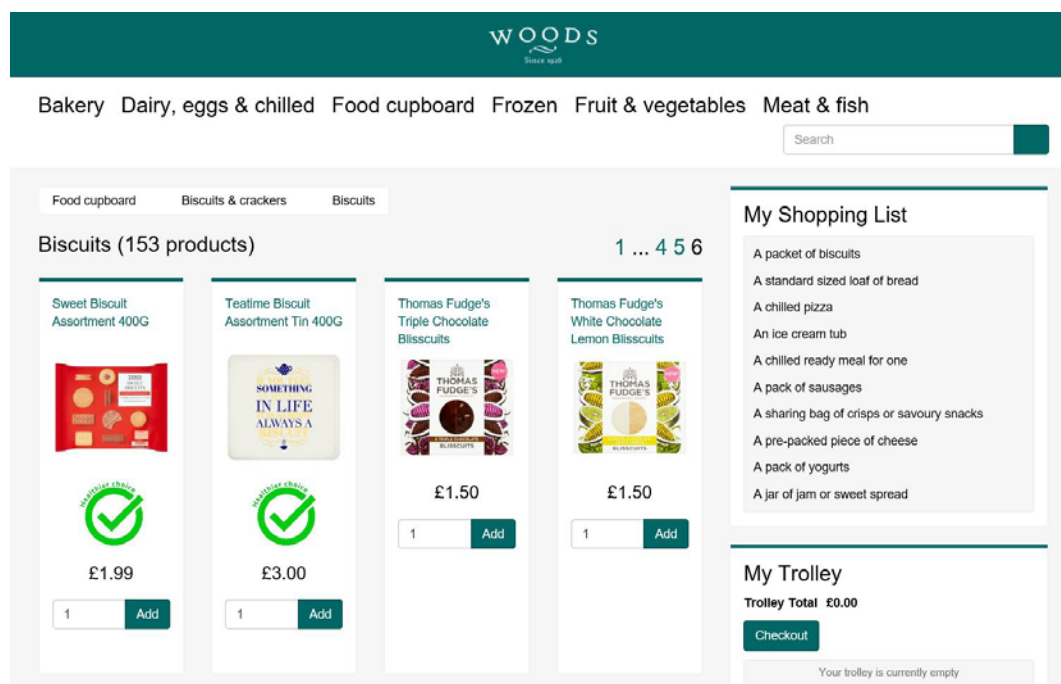 WOODS
Since 1926
Bakery Dairy, eggs & chilled Food cupboard Frozen Fruit & vegetables Meat & fish
Search
Food cupboard Biscuits & crackers Biscuits
Biscuits (153 products)
1 ... 4 5 6
Sweet Biscuit
Assortment 400G
Healthier choice
£1.99
1 Add
Teatime Biscuit
Assortment Tin 400G
SOMETHING
IN LIFE
ALWAYS A
BISCUIT
Healthier choice
£3.00
1 Add
Thomas Fudge's
Triple Chocolate
Blisscuits
NEW
THOMAS
FUDGE'S
BLISSCUITS
£1.50
1 Add
Thomas Fudge's
White Chocolate
Lemon Blisscuits
NEW
THOMAS
FUDGE'S
BLISSCUITS
£1.50
1 Add
My Shopping List
A packet of biscuits
A standard sized loaf of bread
A chilled pizza
An ice cream tub
A chilled ready meal for one
A pack of sausages
A sharing bag of crisps or savoury snacks
A pre-packed piece of cheese
A pack of yogurts
A jar of jam or sweet spread
My Trolley
Trolley Total £0.00
Checkout
Your trolley is currently empty